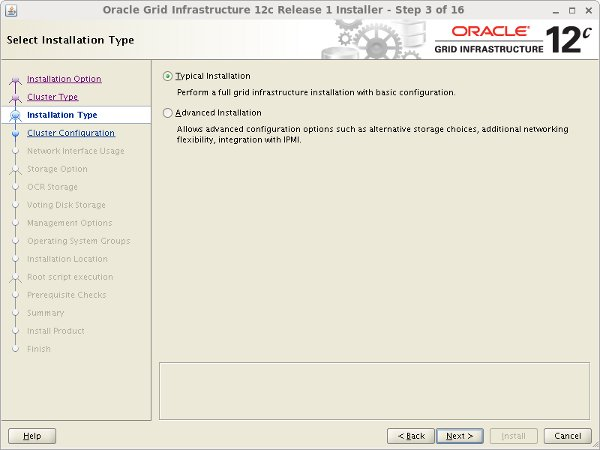 Oracle Grid Infrastructure 12c Release 1 Installer - Step 3 of 16
Select Installation Type
ORACLE
GRID INFRASTRUCTURE 12c
Installation Option
Cluster Type
Installation Type
Cluster Configuration
Network Interface Usage
Storage Option
OCR Storage
Voting Disk Storage
Management Options
Operating System Groups
Installation Location
Root script execution
Prerequisite Checks
Summary
Install Product
Finish
Typical Installation
Perform a full grid infrastructure installation with basic configuration.
Advanced Installation
Allows advanced configuration options such as alternative storage choices, additional networking
flexibility, integration with IPMI.
Help
< Back
Next >
Install
Cancel